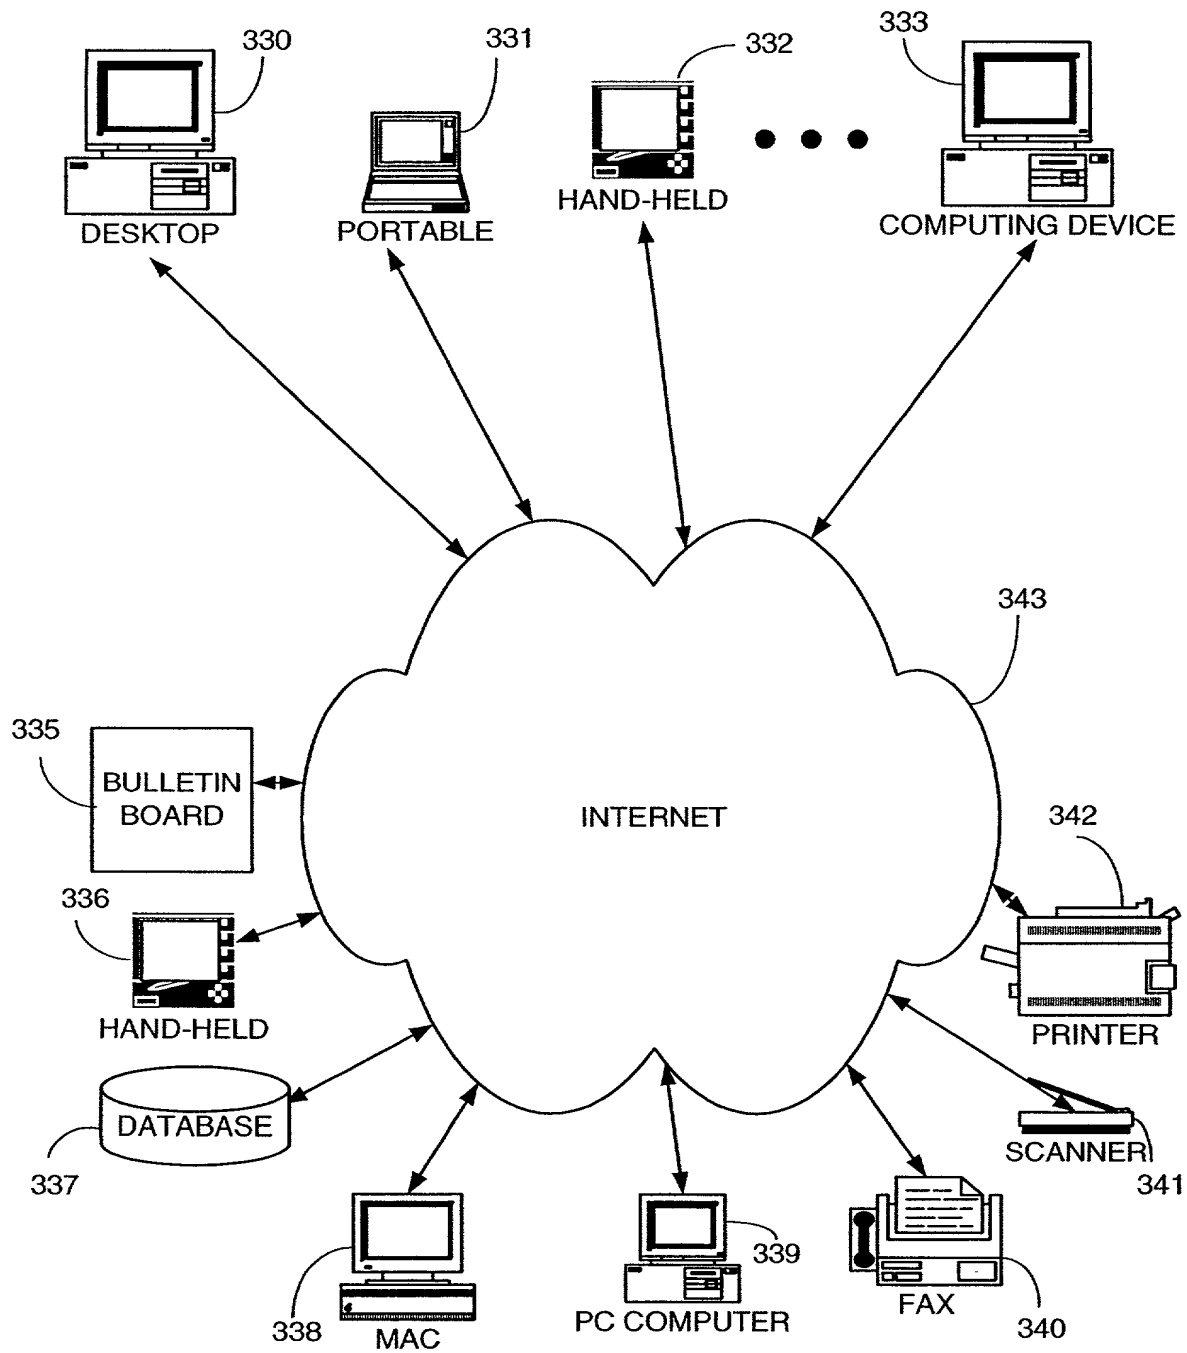 330
331
332
333
DESKTOP
PORTABLE
HAND-HELD
COMPUTING DEVICE
343
335
BULLETIN
BOARD
INTERNET
342
336
HAND-HELD
PRINTER
DATABASE
337
SCANNER
341
339
338
MAC
PC COMPUTER
FAX
340